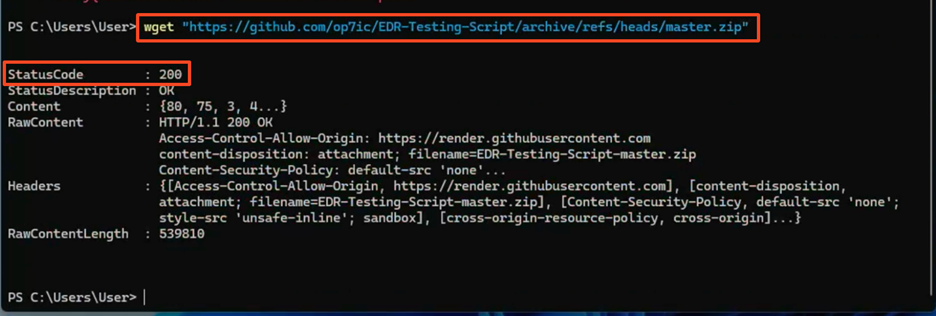 PS C:\Users\User> wget "https://github.com/op7ic/EDR-Testing-Script/archive/refs/heads/master.zip"
StatusCode        : 200
StatusDescription : OK
Content           : {80, 75, 3, 4...}
RawContent        : HTTP/1.1 200 OK
                    Access-Control-Allow-Origin: https://render.githubusercontent.com
                    content-disposition: attachment; filename=EDR-Testing-Script-master.zip
                    Content-Security-Policy: default-src 'none'...
Headers           : {[Access-Control-Allow-Origin, https://render.githubusercontent.com], [content-disposition,
                    attachment; filename=EDR-Testing-Script-master.zip], [Content-Security-Policy, default-src 'none';
                    style-src 'unsafe-inline'; sandbox], [cross-origin-resource-policy, cross-origin]...}
RawContentLength  : 539810
PS C:\Users\User>